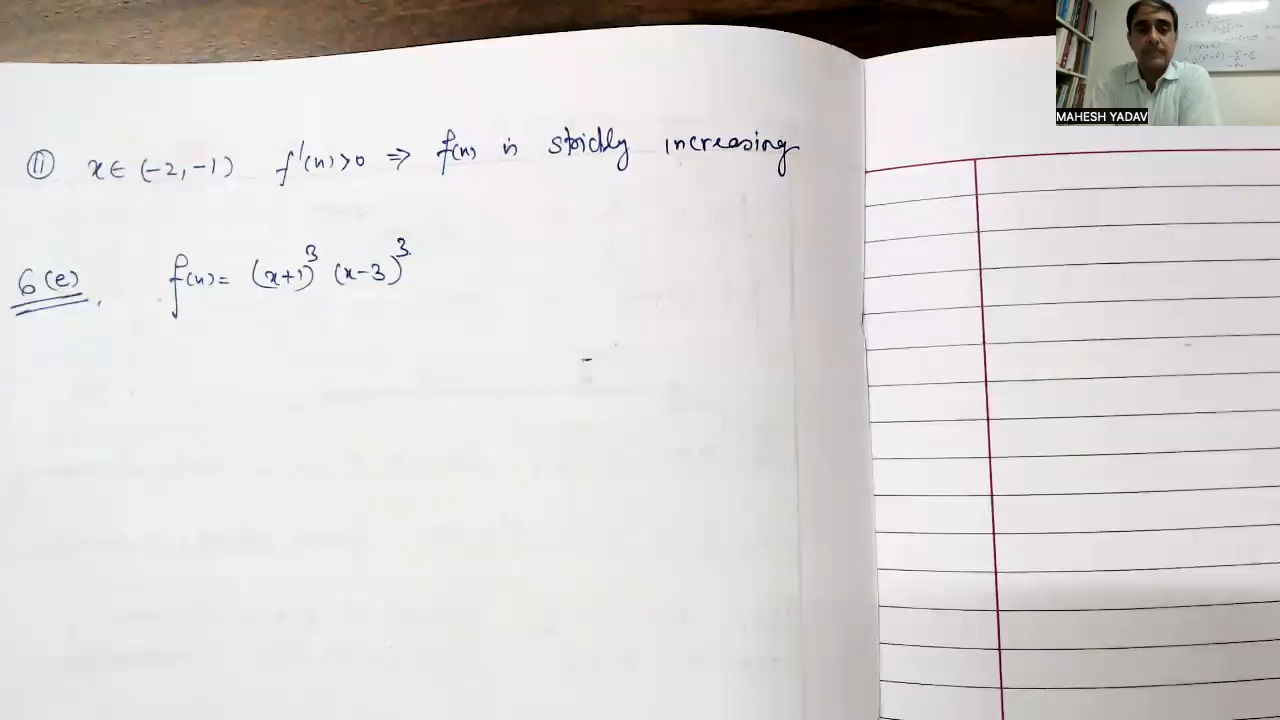 MAHESH YADAV
(ii) x ∈ (-2, -1) f'(x) > 0 ⇒ f(x) is strictly increasing
6(e). f(x) = (x+1)³ (x-3)³